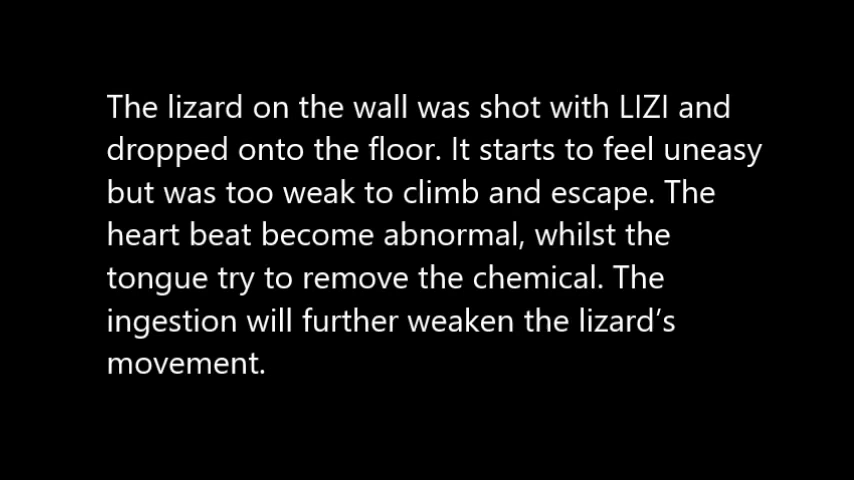 The lizard on the wall was shot with LIZI and
dropped onto the floor. It starts to feel uneasy
but was too weak to climb and escape. The
heart beat become abnormal, whilst the
tongue try to remove the chemical. The
ingestion will further weaken the lizard’s
movement.